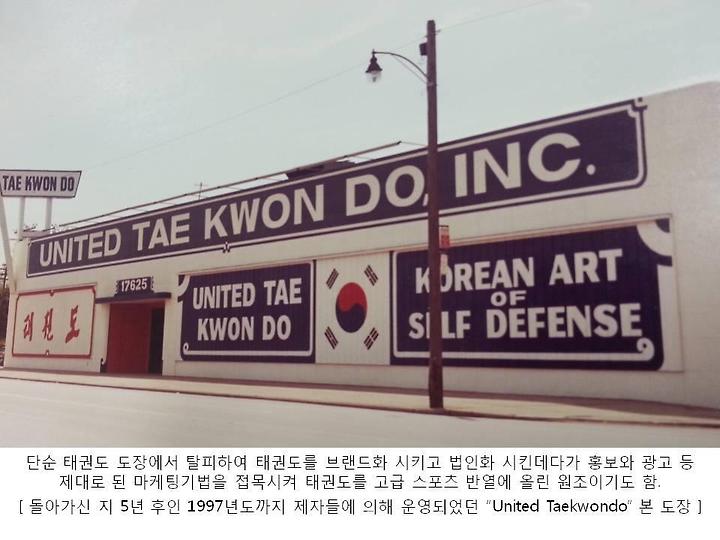 TAE KWON DO
UNITED TAE KWON DO, INC.
17625
태권도
UNITED TAE
KWON DO
KOREAN ART
OF
SELF DEFENSE
단순 태권도 도장에서 탈피하여 태권도를 브랜드화 시키고 법인화 시킨데다가 홍보와 광고 등
제대로 된 마케팅기법을 접목시켜 태권도를 고급 스포츠 반열에 올린 원조이기도 함.
[ 돌아가신 지 5년 후인 1997년도까지 제자들에 의해 운영되었던 "United Taekwondo" 본 도장 ]